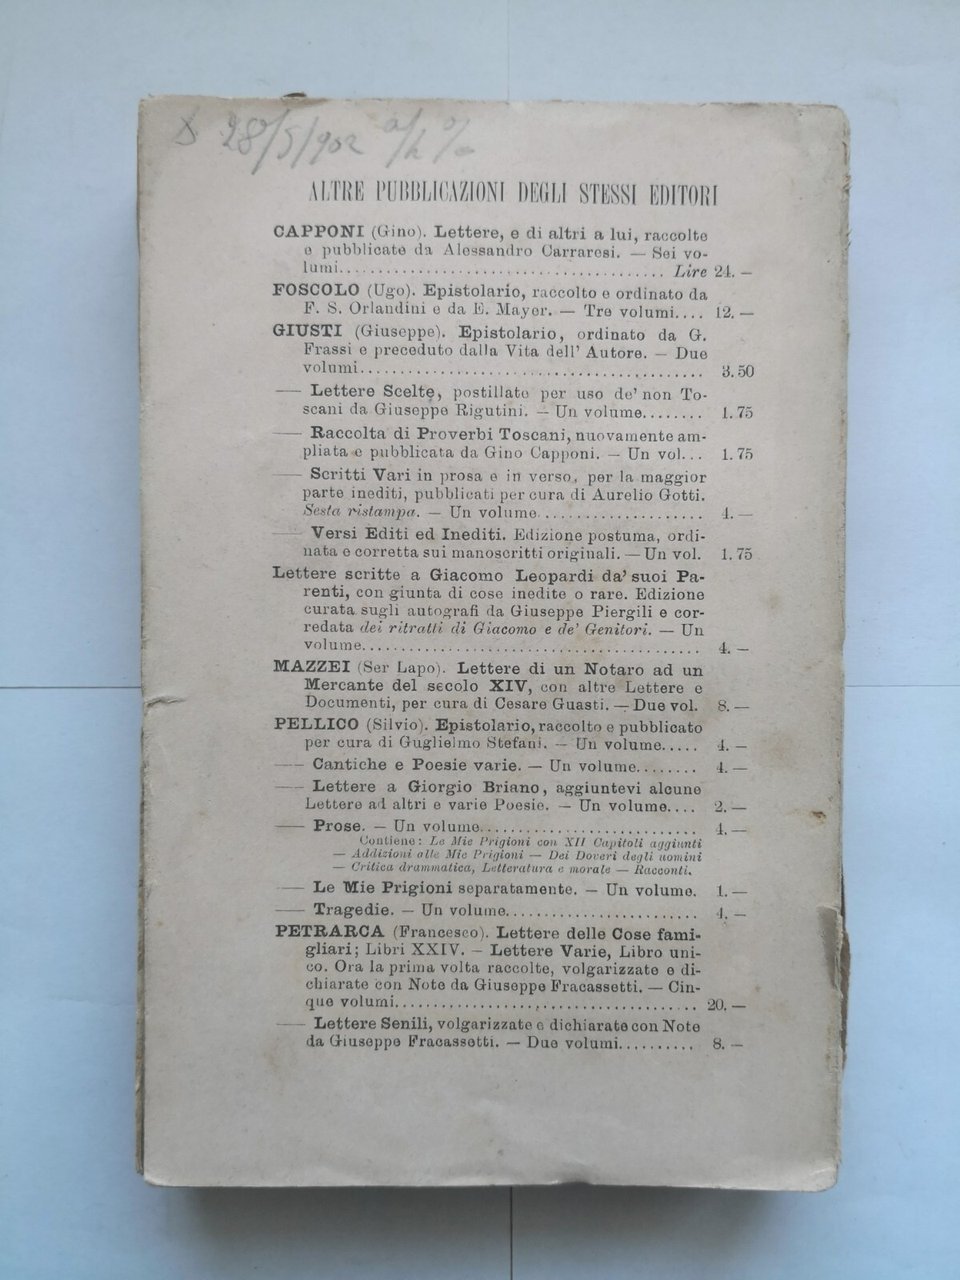 28/5/902
ALTRE PUBBLICAZIONI DEGLI STESSI EDITORI
CAPPONI (Gino). Lettere, e di altri a lui, raccolte
e pubblicate da Alessandro Carraresi. — Sei vo-
lumi........................................ Lire 24. —
FOSCOLO (Ugo). Epistolario, raccolto e ordinato da
F. S. Orlandini e da E. Mayer. — Tre volumi.... 12. —
GIUSTI (Giuseppe). Epistolario, ordinato da G.
Frassi e preceduto dalla Vita dell' Autore. — Due
volumi.......................................... 3. 50
—— Lettere Scelte, postillate per uso de' non To-
scani da Giuseppe Rigutini. — Un volume........ 1. 75
—— Raccolta di Proverbi Toscani, nuovamente am-
pliata e pubblicata da Gino Capponi. — Un vol... 1. 75
—— Scritti Vari in prosa e in verso, per la maggior
parte inediti, pubblicati per cura di Aurelio Gotti.
Sesta ristampa. — Un volume.................... 4. —
—— Versi Editi ed Inediti. Edizione postuma, ordi-
nata e corretta sui manoscritti originali. — Un vol. 1. 75
Lettere scritte a Giacomo Leopardi da' suoi Pa-
renti, con giunta di cose inedite o rare. Edizione
curata sugli autografi da Giuseppe Piergili e cor-
redata dei ritratti di Giacomo e de' Genitori. — Un
volume.......................................... 4. —
MAZZEI (Ser Lapo). Lettere di un Notaro ad un
Mercante del secolo XIV, con altre Lettere e
Documenti, per cura di Cesare Guasti. — Due vol. 8. —
PELLICO (Silvio). Epistolario, raccolto e pubblicato
per cura di Guglielmo Stefani. — Un volume..... 4. —
—— Cantiche e Poesie varie. — Un volume........ 4. —
—— Lettere a Giorgio Briano, aggiuntevi alcune
Lettere ad altri e varie Poesie. — Un volume.... 2. —
—— Prose. — Un volume.......................... 4. —
Contiene: Le Mie Prigioni con XII Capitoli aggiunti
— Addizioni alle Mie Prigioni — Dei Doveri degli uomini
— Critica drammatica, Letteratura e morale — Racconti.
—— Le Mie Prigioni separatamente. — Un volume. 1. —
—— Tragedie. — Un volume....................... 4. —
PETRARCA (Francesco). Lettere delle Cose fami-
gliari; Libri XXIV. — Lettere Varie, Libro uni-
co. Ora la prima volta raccolte, volgarizzate e di-
chiarate con Note da Giuseppe Fracassetti. — Cin-
que volumi...................................... 20. —
—— Lettere Senili, volgarizzate e dichiarate con Note
da Giuseppe Fracassetti. — Due volumi.......... 8. —